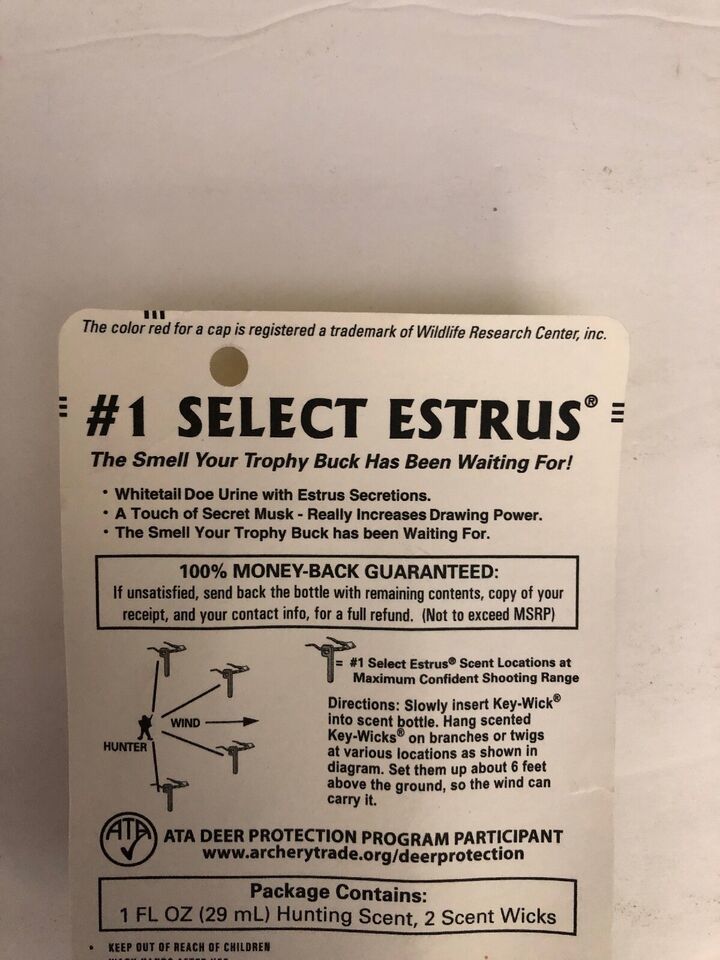 The color red for a cap is registered a trademark of Wildlife Research Center, inc.
#1 SELECT ESTRUS®
The Smell Your Trophy Buck Has Been Waiting For!
• Whitetail Doe Urine with Estrus Secretions.
• A Touch of Secret Musk - Really Increases Drawing Power.
• The Smell Your Trophy Buck has been Waiting For.
100% MONEY-BACK GUARANTEED:
If unsatisfied, send back the bottle with remaining contents, copy of your
receipt, and your contact info, for a full refund. (Not to exceed MSRP)
WIND
HUNTER
= #1 Select Estrus® Scent Locations at
Maximum Confident Shooting Range
Directions: Slowly insert Key-Wick®
into scent bottle. Hang scented
Key-Wicks® on branches or twigs
at various locations as shown in
diagram. Set them up about 6 feet
above the ground, so the wind can
carry it.
ATA
ATA DEER PROTECTION PROGRAM PARTICIPANT
www.archerytrade.org/deerprotection
Package Contains:
1 FL OZ (29 mL) Hunting Scent, 2 Scent Wicks
• KEEP OUT OF REACH OF CHILDREN